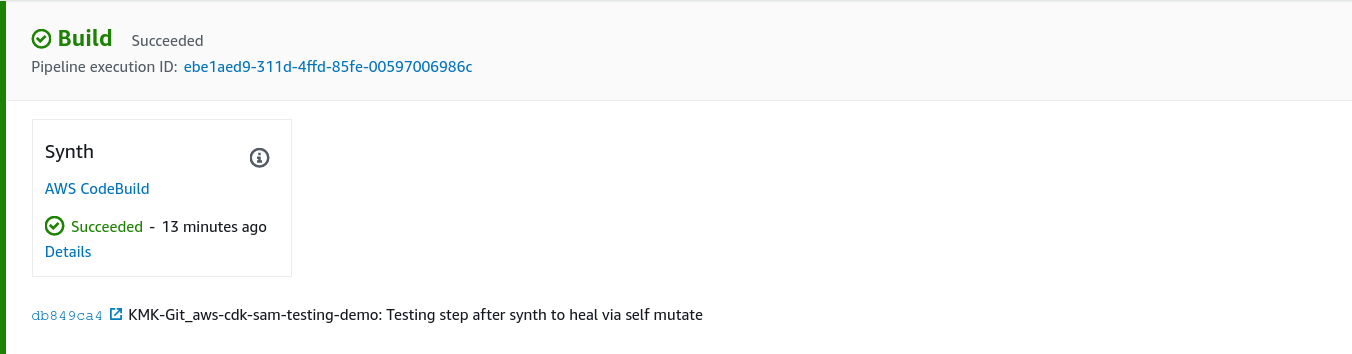 Build Succeeded
Pipeline execution ID: ebe1aed9-311d-4ffd-85fe-00597006986c
Synth
AWS CodeBuild
Succeeded - 13 minutes ago
Details
db849ca4 KMK-Git_aws-cdk-sam-testing-demo: Testing step after synth to heal via self mutate